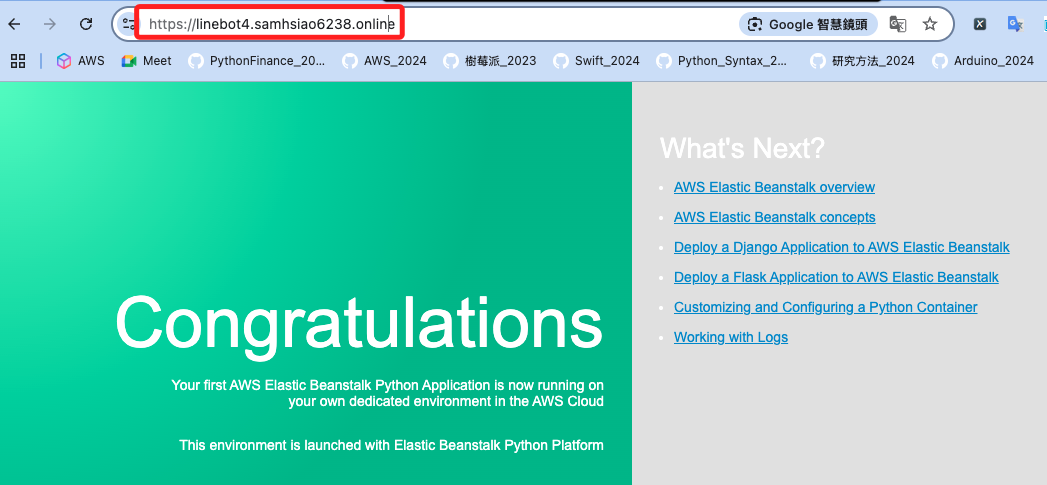 https://linebot4.samhsiao6238.online
Google 智慧鏡頭
AWS
Meet
PythonFinance_20...
AWS_2024
樹莓派_2023
Swift_2024
Python_Syntax_2...
研究方法_2024
Arduino_2024
Congratulations
Your first AWS Elastic Beanstalk Python Application is now running on
your own dedicated environment in the AWS Cloud
This environment is launched with Elastic Beanstalk Python Platform
What's Next?
AWS Elastic Beanstalk overview
AWS Elastic Beanstalk concepts
Deploy a Django Application to AWS Elastic Beanstalk
Deploy a Flask Application to AWS Elastic Beanstalk
Customizing and Configuring a Python Container
Working with Logs